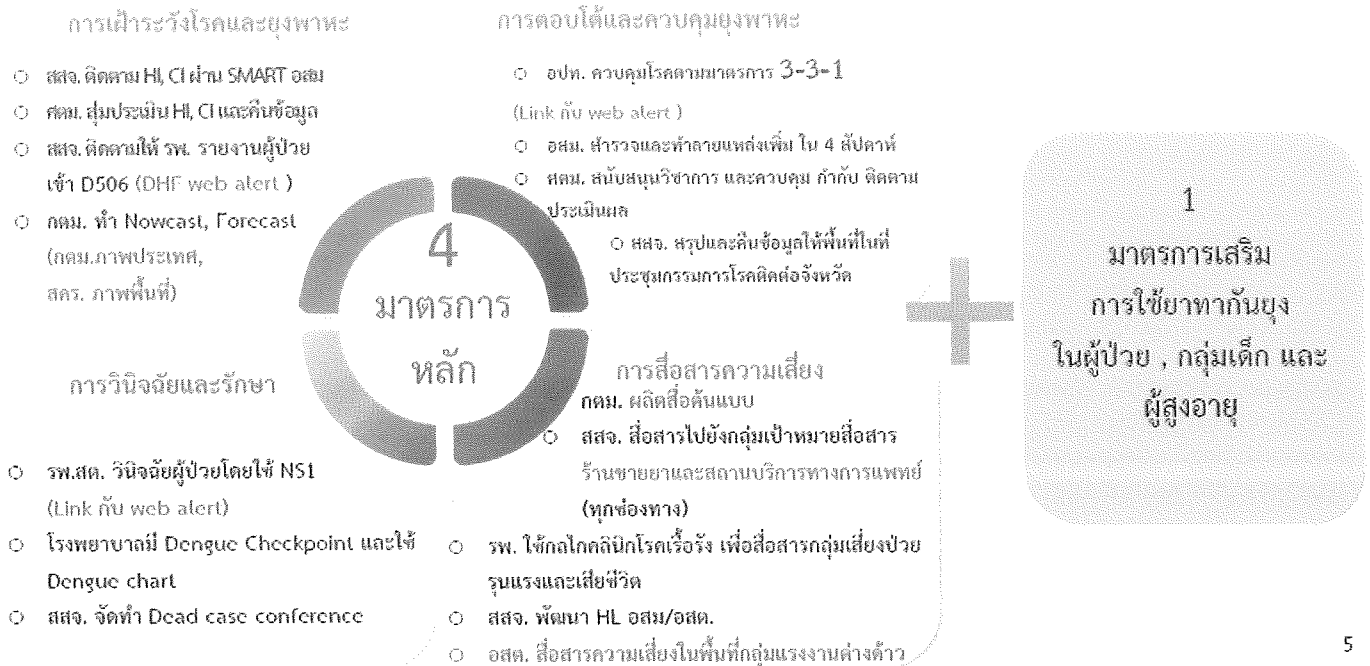 การเฝ้าระวังโรคและยุงพาหะ
สสจ. ติดตาม HI, CI ผ่าน SMART อสม
ศตม. สุ่มประเมิน HI, CI และคืนข้อมูล
สสจ. ติดตามให้ รพ. รายงานผู้ป่วย
เข้า D506 (DHF web alert )
กตม. ทำ Nowcast, Forecast
(กตม.ภาพประเทศ,
สคร. ภาพพื้นที่)
การตอบโต้และควบคุมยุงพาหะ
อปท. ควบคุมโรคตามมาตรการ 3-3-1
(Link กับ web alert )
อสม. สำรวจและทำลายแหล่งเพิ่ม ใน 4 สัปดาห์
ศตม. สนับสนุนวิชาการ และควบคุม กำกับ ติดตาม
ประเมินผล
สสจ. สรุปและคืนข้อมูลให้พื้นที่ในที่
ประชุมกรรมการโรคติดต่อจังหวัด
4
มาตรการ
หลัก
การวินิจฉัยและรักษา
รพ.สต. วินิจฉัยผู้ป่วยโดยใช้ NS1
(Link กับ web alert)
โรงพยาบาลมี Dengue Checkpoint และใช้
Dengue chart
สสจ. จัดทำ Dead case conference
การสื่อสารความเสี่ยง
กตม. ผลิตสื่อต้นแบบ
สสจ. สื่อสารไปยังกลุ่มเป้าหมายสื่อสาร
ร้านขายยาและสถานบริการทางการแพทย์
(ทุกช่องทาง)
รพ. ใช้กลไกคลินิกโรคเรื้อรัง เพื่อสื่อสารกลุ่มเสี่ยงป่วย
รุนแรงและเสียชีวิต
สสจ. พัฒนา HL อสม/อสต.
อสต. สื่อสารความเสี่ยงในพื้นที่กลุ่มแรงงานต่างด้าว
1
มาตรการเสริม
การใช้ยาทากันยุง
ในผู้ป่วย , กลุ่มเด็ก และ
ผู้สูงอายุ
5